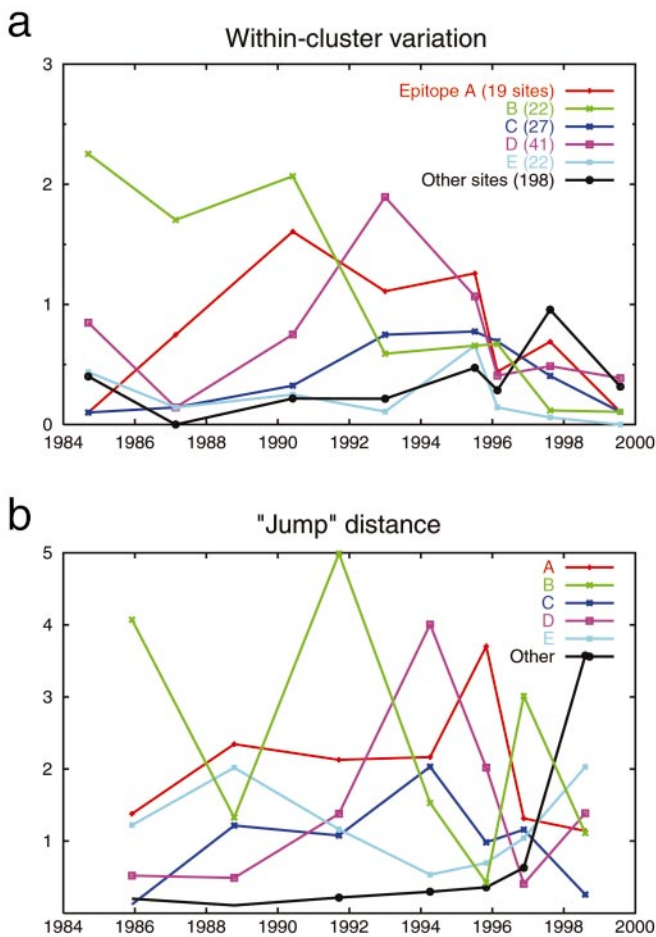 a
Within-cluster variation
3
2
1
0
Epitope A (19 sites)
B (22)
C (27)
D (41)
E (22)
Other sites (198)
1984 1986 1988 1990 1992 1994 1996 1998 2000
b
"Jump" distance
5
4
3
2
1
A
B
C
D
E
Other
1984 1986 1988 1990 1992 1994 1996 1998 2000